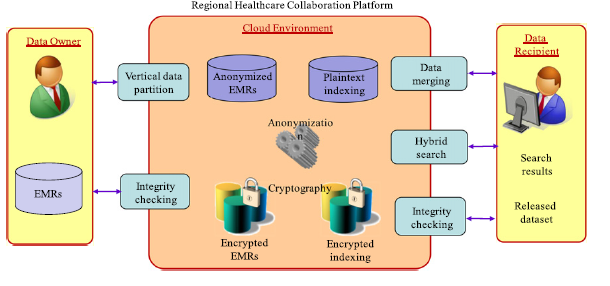 Regional Healthcare Collaboration Platform
Cloud Environment
Data Owner
EMRs
Vertical data
partition
Integrity
checking
Anonymized
EMRs
Plaintext
indexing
Anonymizatio
n
Cryptography
Encrypted
EMRs
Encrypted
indexing
Data
merging
Hybrid
search
Integrity
checking
Data
Recipient
Search
results
Released
dataset